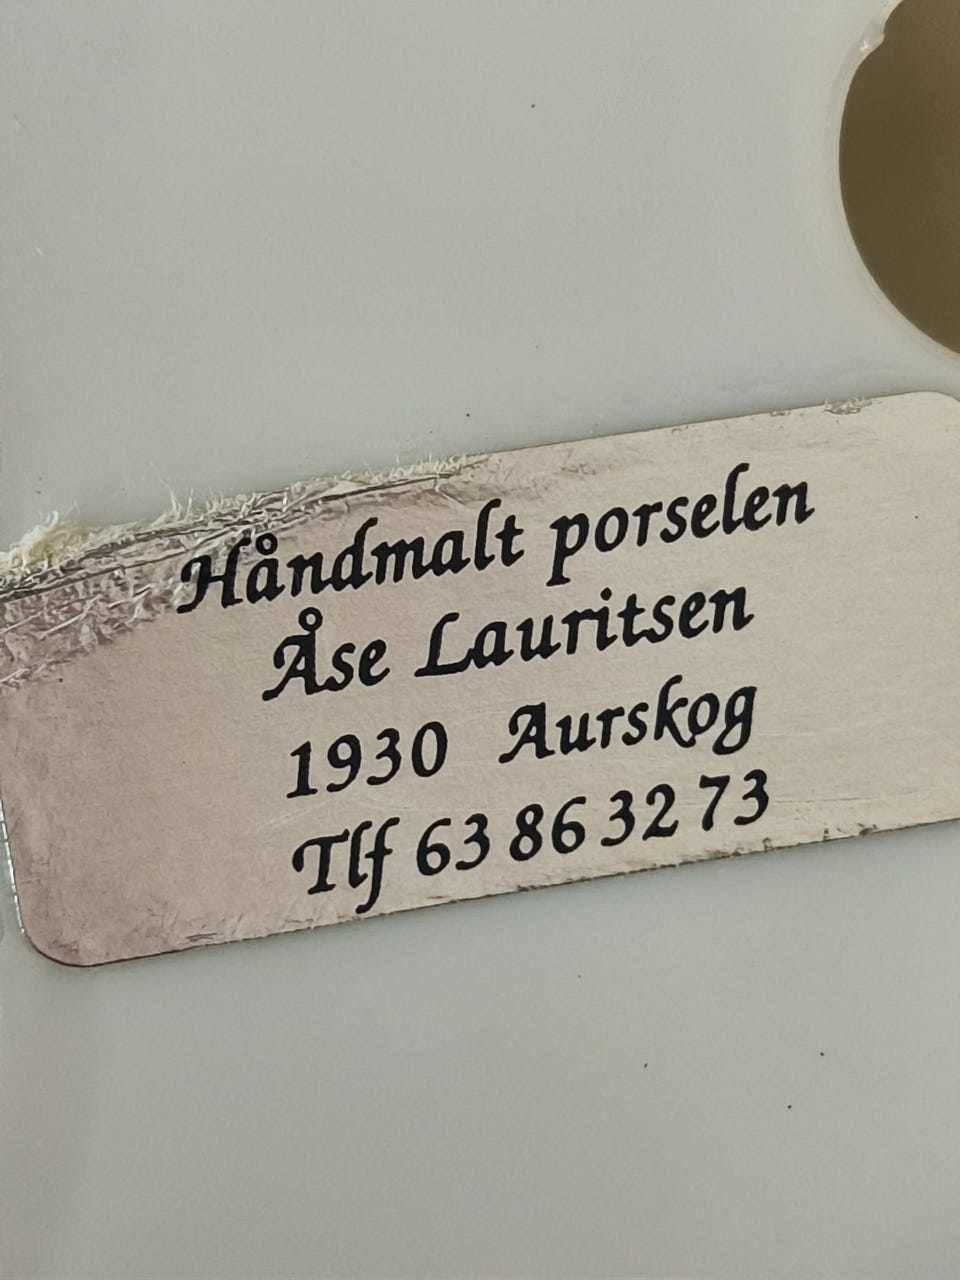 Håndmalt porselen
Åse Lauritsen
1930 Aurskog
Tlf 63 86 32 73